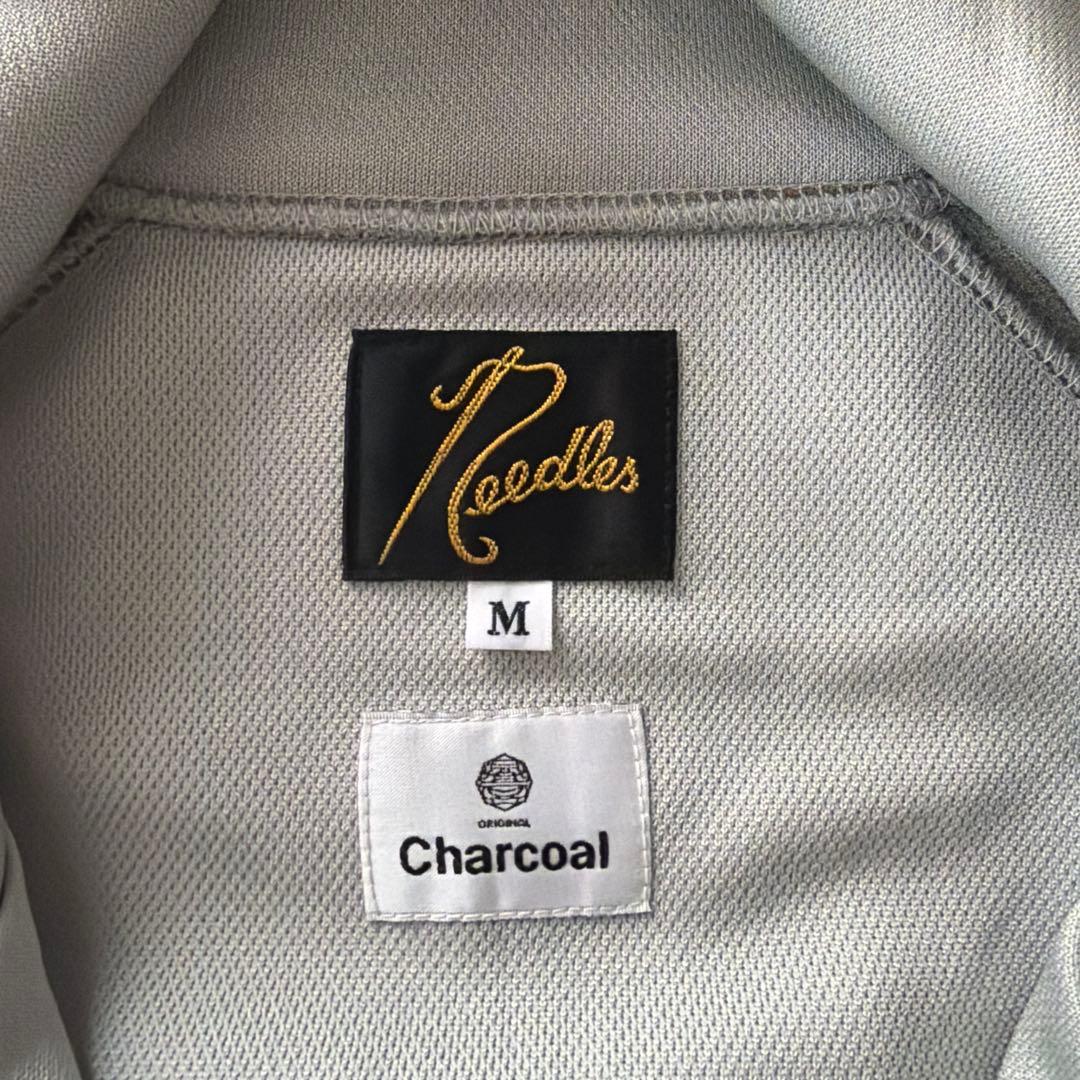 Needles
M
ORIGINAL
Charcoal